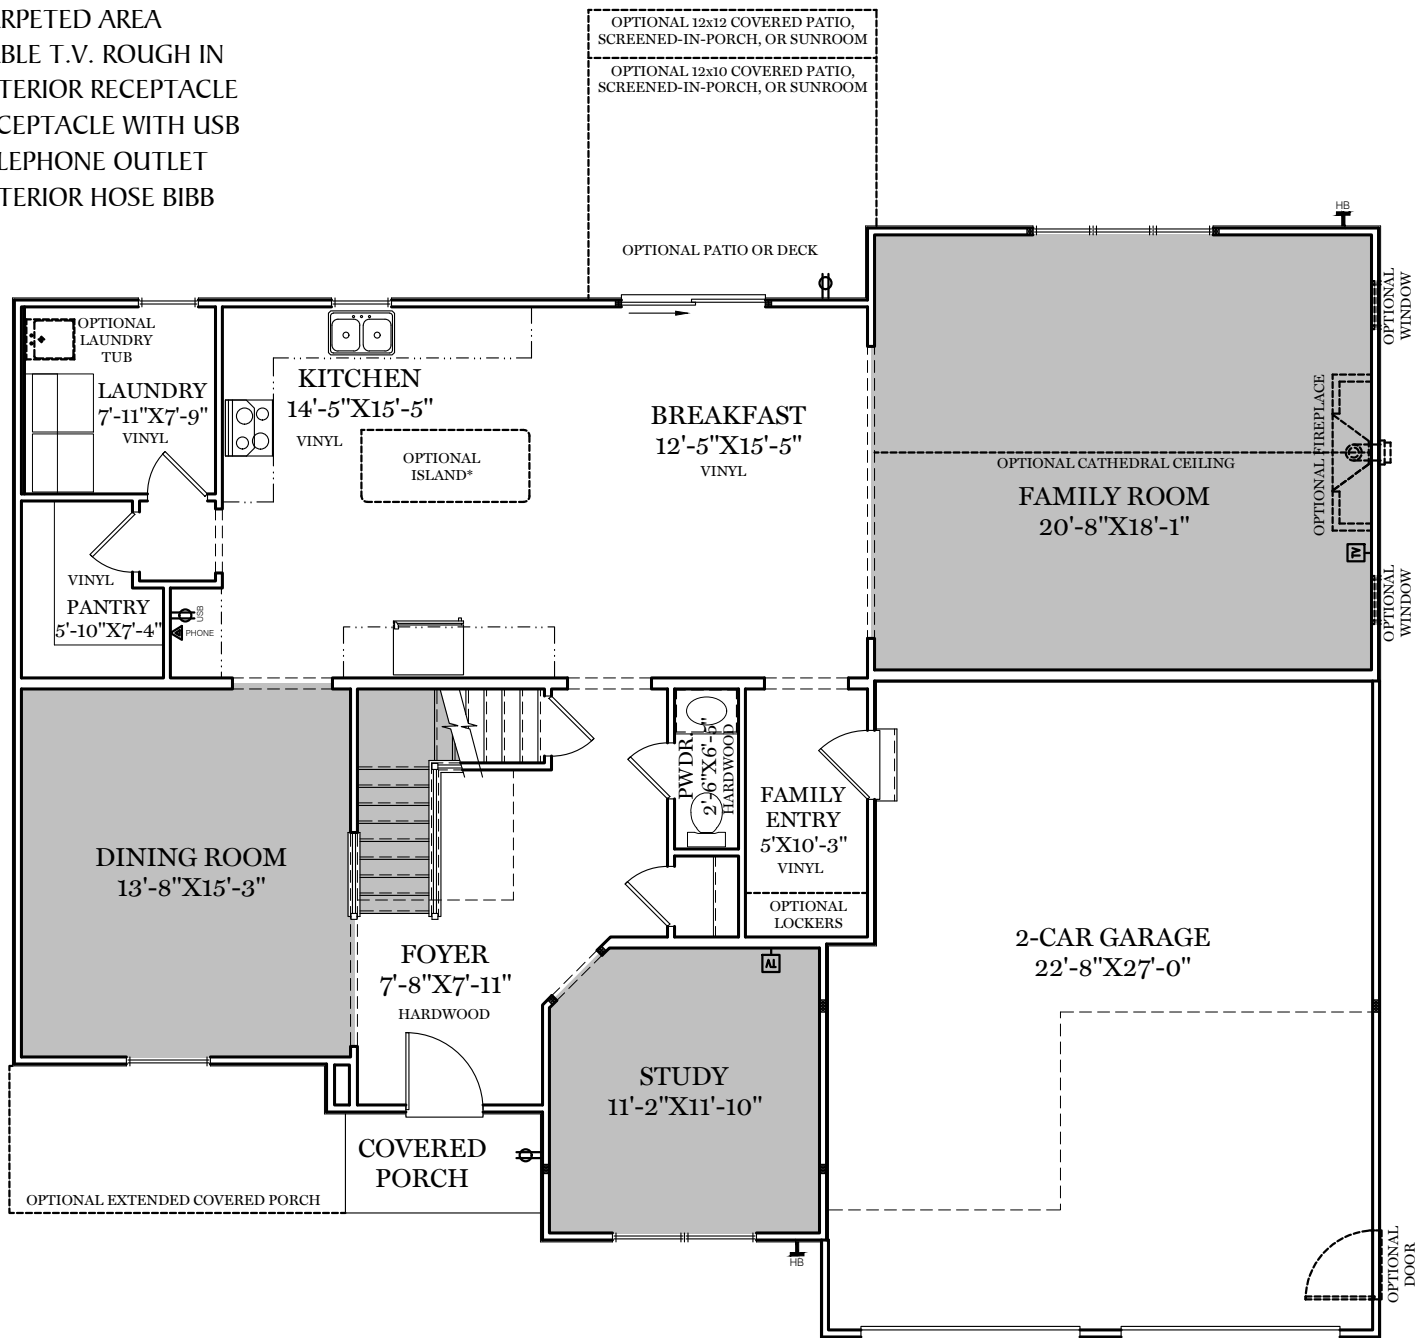 RPETED AREA
BLE T.V. ROUGH IN
TERIOR RECEPTACLE
CEPTACLE WITH USB
LEPHONE OUTLET
TERIOR HOSE BIBB
OPTIONAL 12x12 COVERED PATIO,
SCREENED-IN-PORCH, OR SUNROOM
OPTIONAL 12x10 COVERED PATIO,
SCREENED-IN-PORCH, OR SUNROOM
OPTIONAL PATIO OR DECK
HB
OPTIONAL
WINDOW
OPTIONAL
LAUNDRY
TUB
LAUNDRY
7'-11"X7'-9"
VINYL
KITCHEN
14'-5"X15'-5"
VINYL
OPTIONAL
ISLAND*
BREAKFAST
12'-5"X15'-5"
VINYL
OPTIONAL CATHEDRAL CEILING
FAMILY ROOM
20'-8"X18'-1"
OPTIONAL FIREPLACE
TV
OPTIONAL
WINDOW
VINYL
PANTRY
5'-10"X7'-4"
USB
PHONE
PWDR.
2'-6"X6'-5"
HARDWOOD
FAMILY
ENTRY
5'X10'-3"
VINYL
OPTIONAL
LOCKERS
DINING ROOM
13'-8"X15'-3"
FOYER
7'-8"X7'-11"
HARDWOOD
TV
2-CAR GARAGE
22'-8"X27'-0"
STUDY
11'-2"X11'-10"
COVERED
PORCH
OPTIONAL EXTENDED COVERED PORCH
HB
OPTIONAL
DOOR